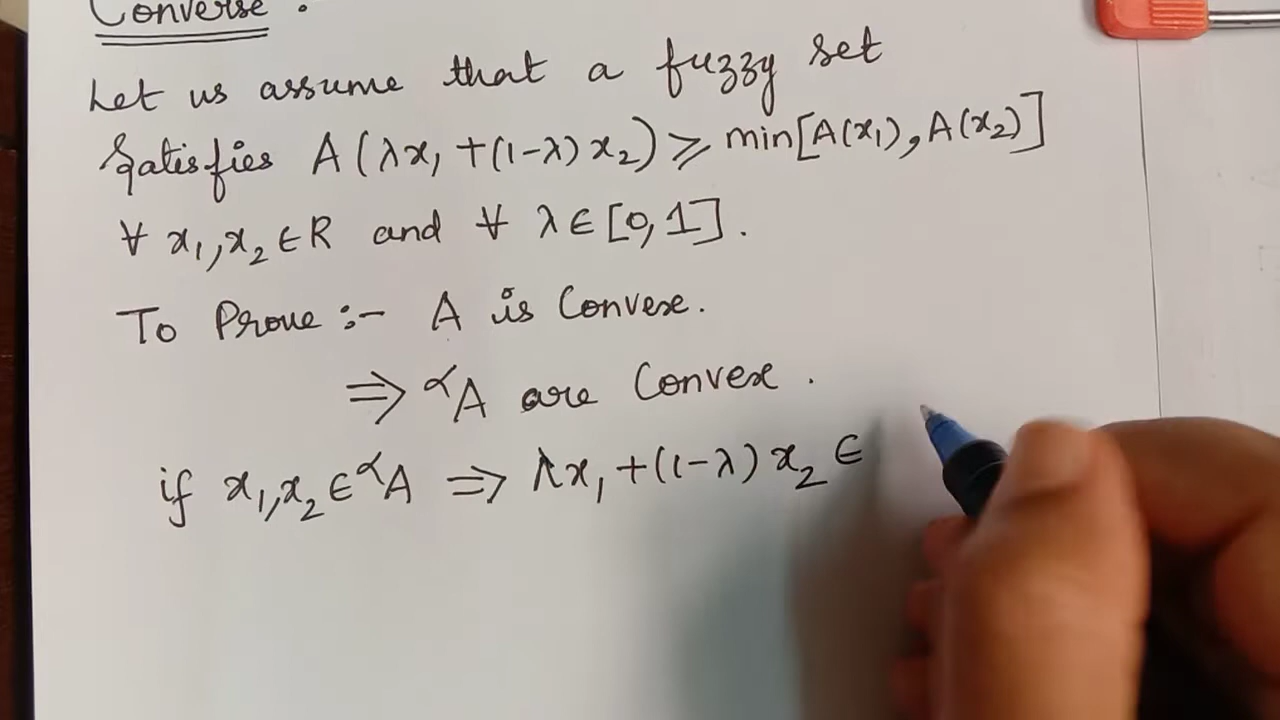 Converse :
Let us assume that a fuzzy set
Satisfies A(λx₁ + (1-λ) x₂) ⩾ min[A(x₁), A(x₂)]
∀ x₁, x₂ ∈ R and ∀ λ ∈ [0, 1].
To Prove :- A is Convex.
⇒ ᵅA are Convex.
if x₁, x₂ ∈ ᵅA ⇒ λx₁ + (1-λ) x₂ ∈